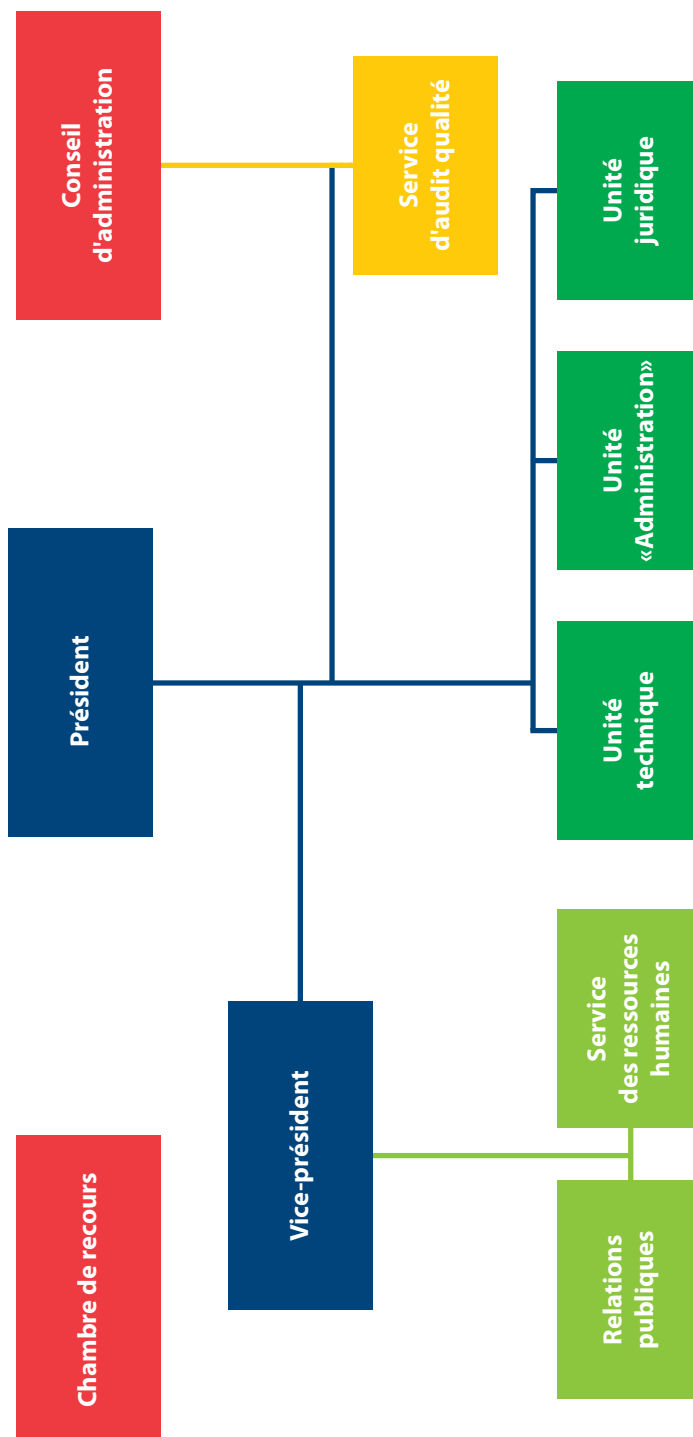 Chambre de recours
Président
Conseil
d'administration
Vice-président
Service
d'audit qualité
Relations
publiques
Service
des ressources
humaines
Unité
technique
Unité
«Administration»
Unité
juridique